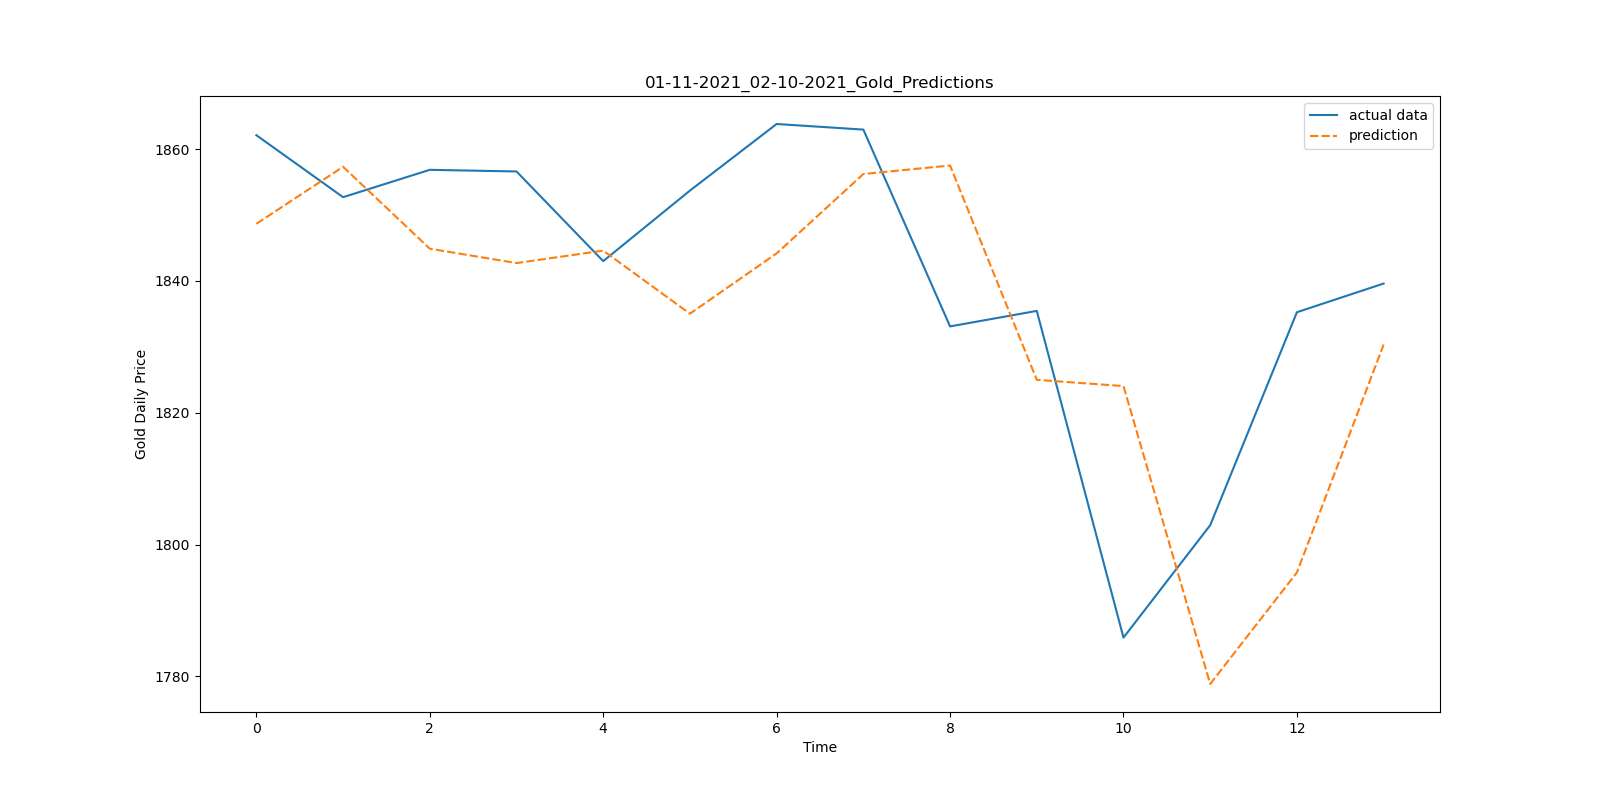 01-11-2021_02-10-2021_Gold_Predictions
actual data
prediction
Gold Daily Price
1860
1840
1820
1800
1780
0 2 4 6 8 10 12
Time